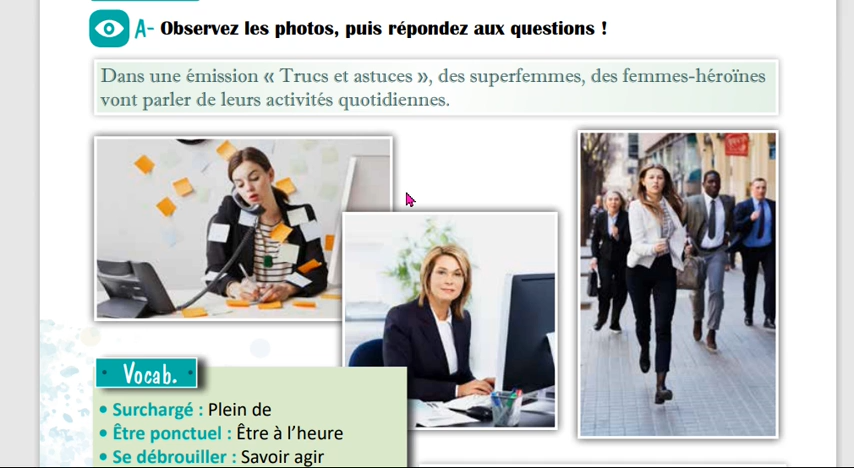 A- Observez les photos, puis répondez aux questions !
Dans une émission « Trucs et astuces », des superfemmes, des femmes-héroïnes
vont parler de leurs activités quotidiennes.
Vocab.
• Surchargé : Plein de
• Être ponctuel : Être à l'heure
• Se débrouiller : Savoir agir